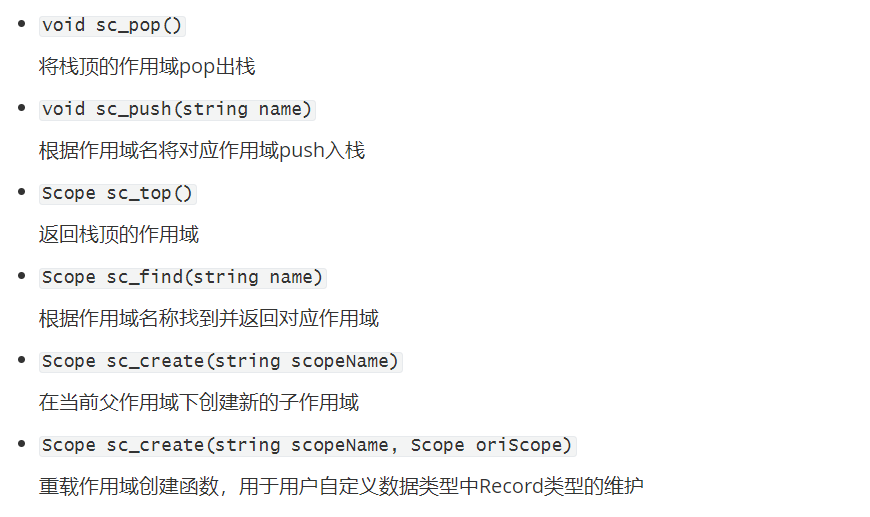 void sc_pop()
将栈顶的作用域pop出栈
void sc_push(string name)
根据作用域名将对应作用域push入栈
Scope sc_top()
返回栈顶的作用域
Scope sc_find(string name)
根据作用域名称找到并返回对应作用域
Scope sc_create(string scopeName)
在当前父作用域下创建新的子作用域
Scope sc_create(string scopeName, Scope oriScope)
重载作用域创建函数，用于用户自定义数据类型中Record类型的维护